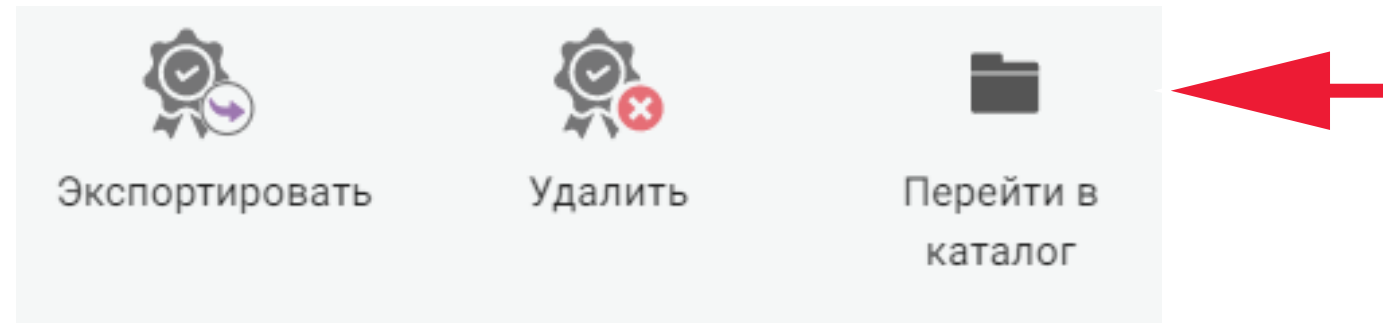 Экспортировать
Удалить
Перейти в
каталог